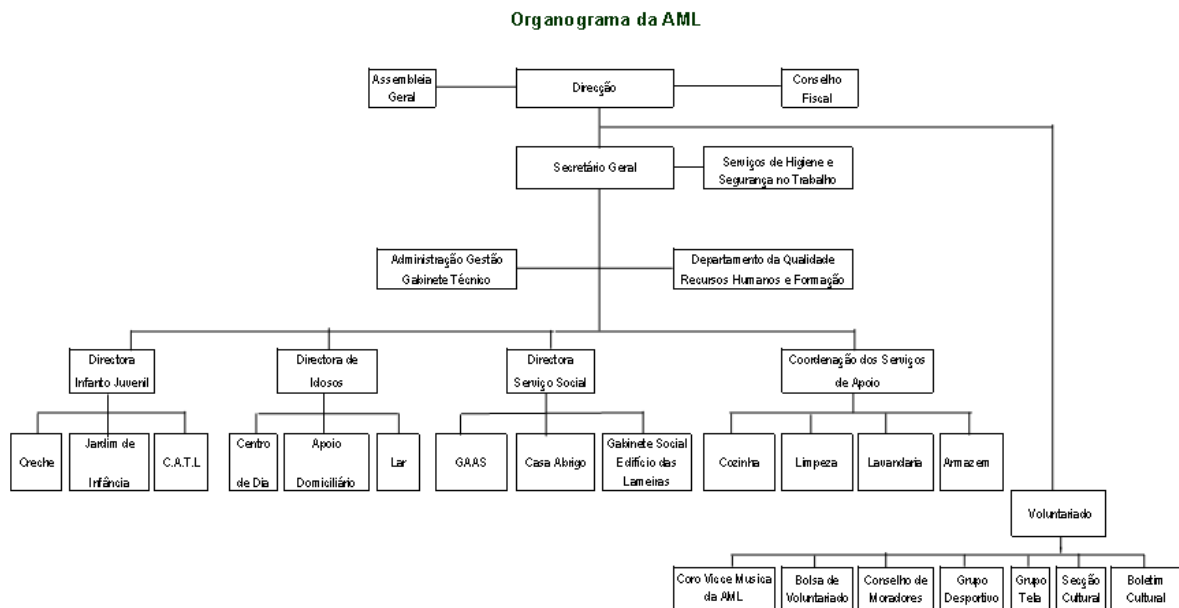 Organograma da AML
Assembleia
Geral
Direcção
Conselho
Fiscal
Secretário Geral
Serviços de Higiene e
Segurança no Trabalho
Administração Gestão
Gabinete Técnico
Departamento da Qualidade
Recursos Humanos e Formação
Directora
Infanto Juvenil
Directora de
Idosos
Directora
Serviço Social
Coordenação dos Serviços
de Apoio
Creche
Jardim de
Infância
C.A.T.L
Centro
de Dia
Apoio
Domiciliário
Lar
GAAS
Casa Abrigo
Gabinete Social
Edifício das
Lameiras
Cozinha
Limpeza
Lavandaria
Armazem
Voluntariado
Coro Vicce Musica
da AML
Bolsa de
Voluntariado
Conselho de
Moradores
Grupo
Desportivo
Grupo
Teia
Secção
Cultural
Boletim
Cultural